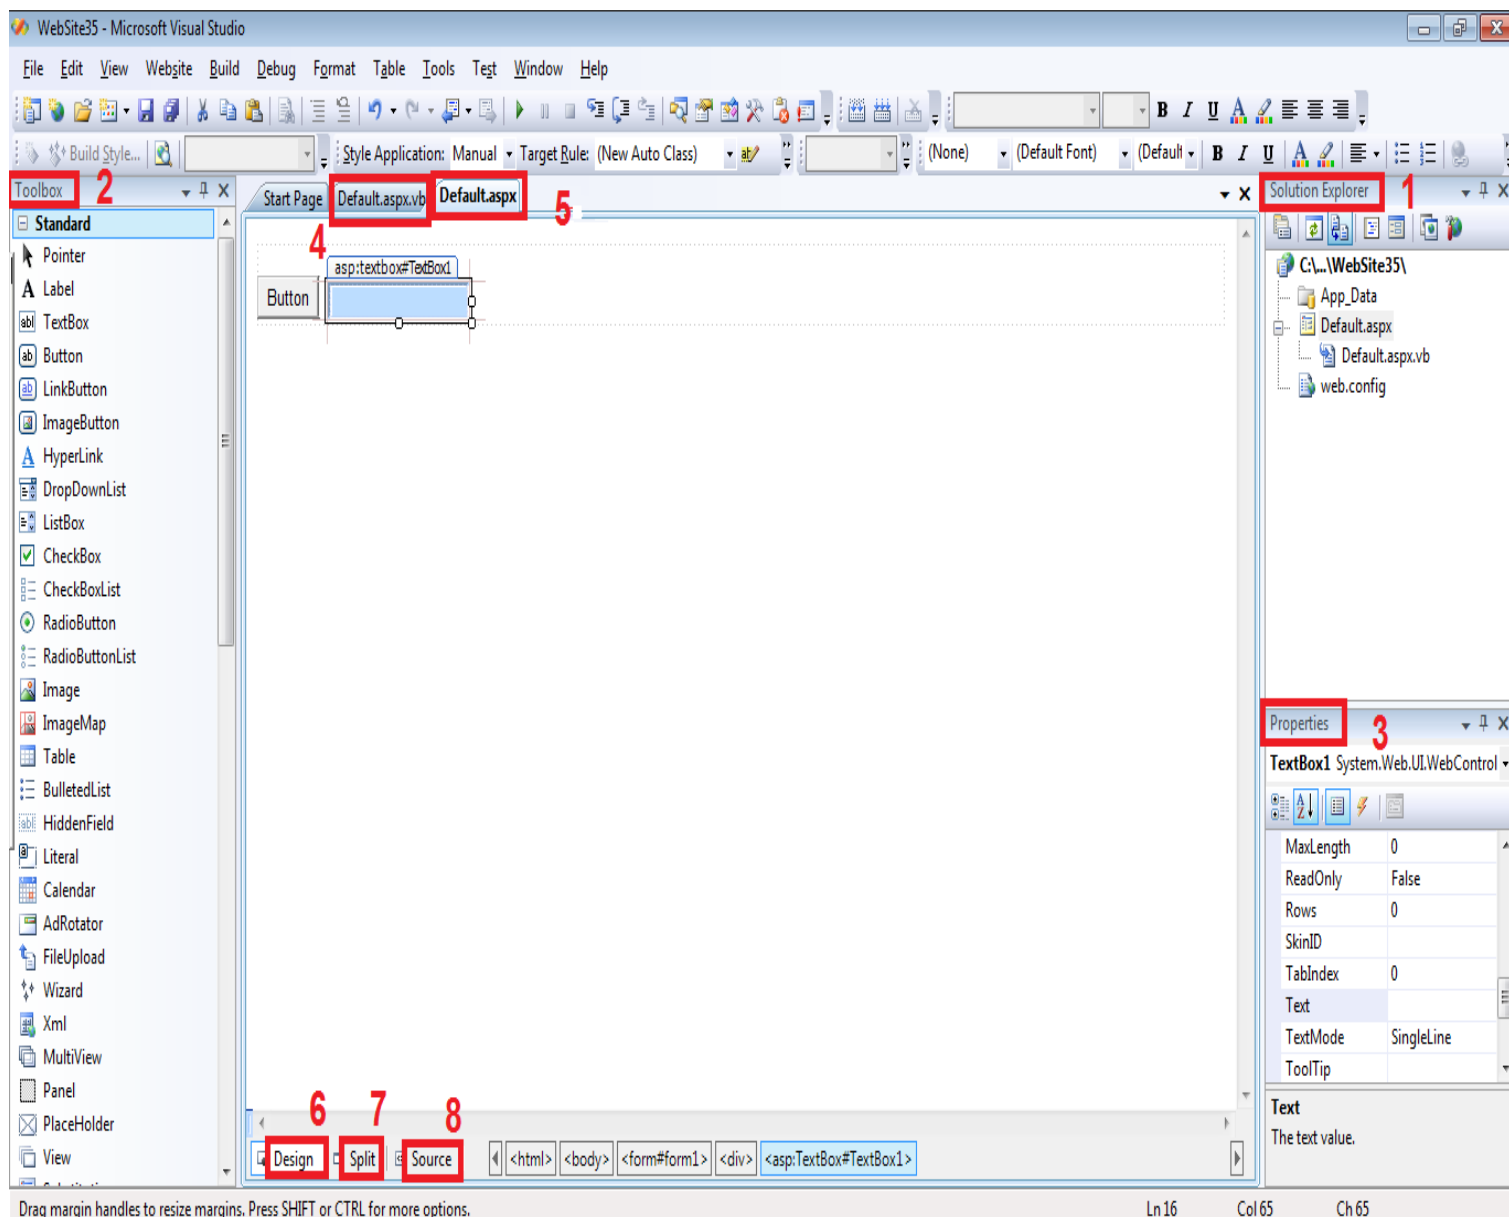 WebSite35 - Microsoft Visual Studio
File Edit View Website Build Debug Format Table Tools Test Window Help
B I U A
Build Style... Style Application: Manual Target Rule: (New Auto Class) (None) (Default Font) (Default B I U A
Toolbox 2
Standard
Pointer
A Label
abl TextBox
ab Button
ab LinkButton
ImageButton
A HyperLink
DropDownList
ListBox
CheckBox
CheckBoxList
RadioButton
RadioButtonList
Image
ImageMap
Table
BulletedList
abl HiddenField
Literal
Calendar
AdRotator
FileUpload
Wizard
Xml
MultiView
Panel
PlaceHolder
View
Start Page Default.aspx.vb Default.aspx 5
4
asp:textbox#TextBox1
Button
6 7 8
Design Split Source <html> <body> <form#form1> <div> <asp:TextBox#TextBox1>
Solution Explorer 1
C:\...\WebSite35\
App_Data
Default.aspx
Default.aspx.vb
web.config
Properties 3
TextBox1 System.Web.UI.WebControl
MaxLength 0
ReadOnly False
Rows 0
SkinID
TabIndex 0
Text
TextMode SingleLine
ToolTip
Text
The text value.
Drag margin handles to resize margins. Press SHIFT or CTRL for more options. Ln 16 Col 65 Ch 65